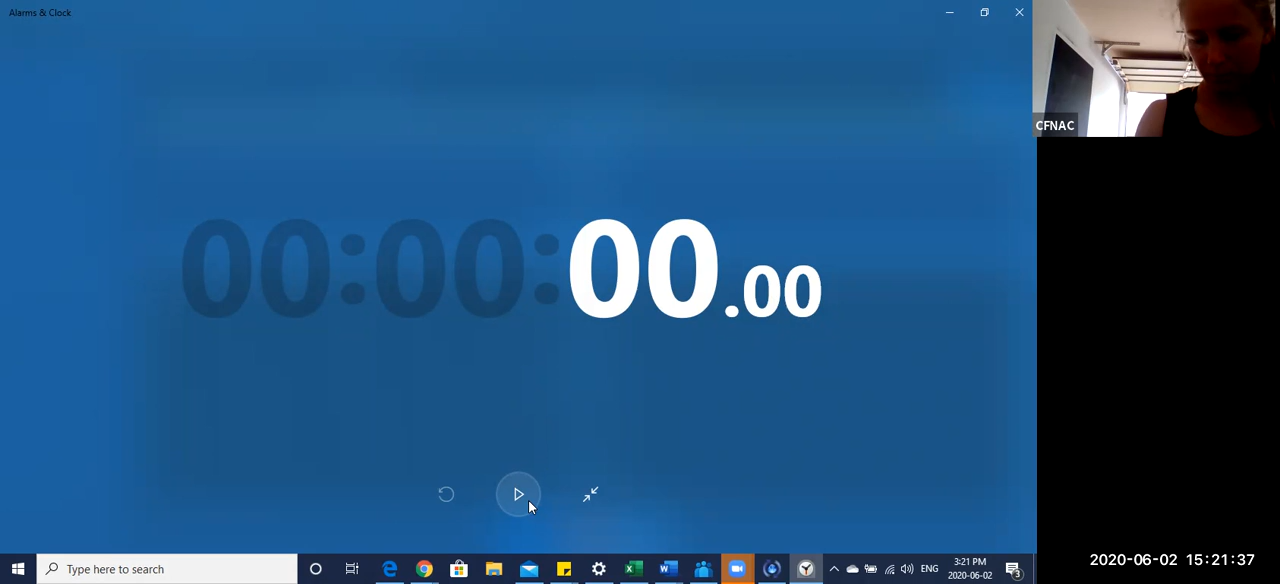 Alarms & Clock
CFNAC
00:00:00.00
Type here to search
ENG
3:21 PM
2020-06-02
3
2020-06-02 15:21:37